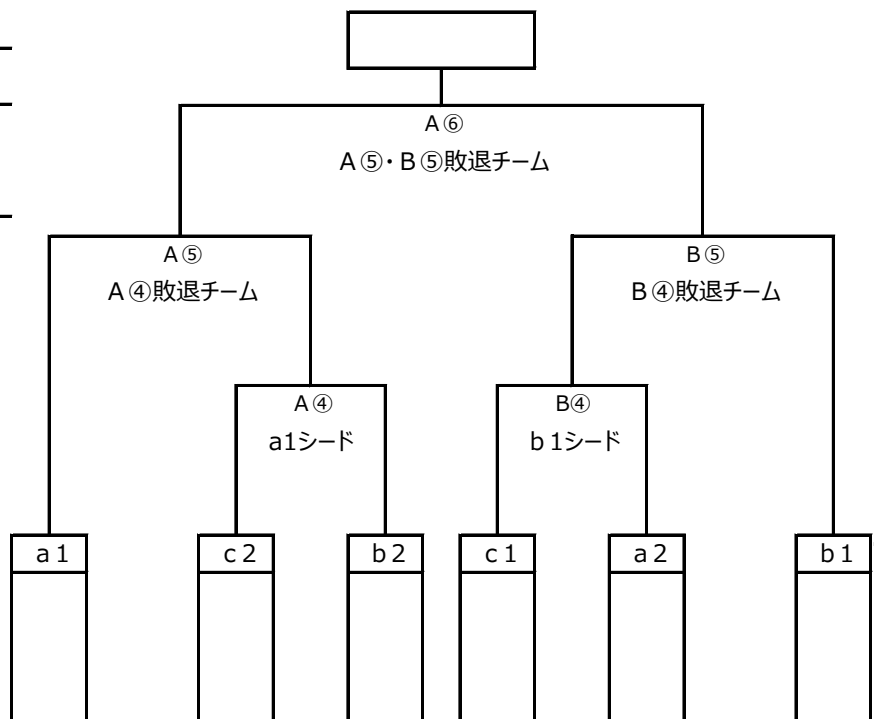 A⑥
A⑤・B⑤敗退チーム
A⑤
B⑤
A④敗退チーム
B④敗退チーム
A④
B④
a1シード
b1シード
a1
c2
b2
c1
a2
b1